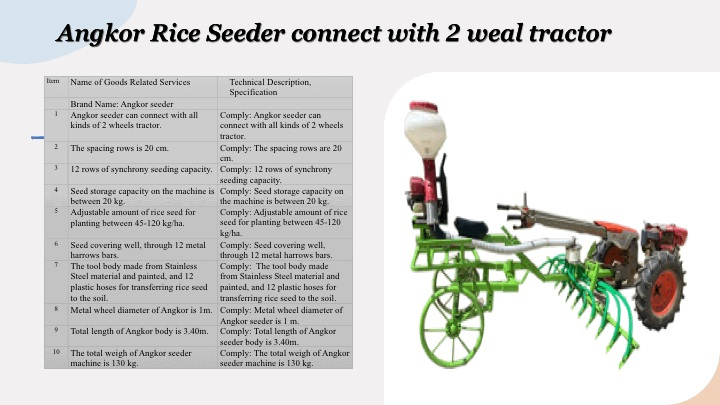 Angkor Rice Seeder connect with 2 weal tractor
Item Name of Goods Related Services Technical Description,
Specification
Brand Name: Angkor seeder
1 Angkor seeder can connect with all Comply: Angkor seeder can
kinds of 2 wheels tractor. connect with all kinds of 2 wheels
tractor.
2 The spacing rows is 20 cm. Comply: The spacing rows are 20
cm.
3 12 rows of synchrony seeding capacity. Comply: 12 rows of synchrony
seeding capacity.
4 Seed storage capacity on the machine is Comply: Seed storage capacity on
between 20 kg. the machine is between 20 kg.
5 Adjustable amount of rice seed for Comply: Adjustable amount of rice
planting between 45-120 kg/ha. seed for planting between 45-120
kg/ha.
6 Seed covering well, through 12 metal Comply: Seed covering well,
harrows bars. through 12 metal harrows bars.
7 The tool body made from Stainless Comply: The tool body made
Steel material and painted, and 12 from Stainless Steel material and
plastic hoses for transferring rice seed painted, and 12 plastic hoses for
to the soil. transferring rice seed to the soil.
8 Metal wheel diameter of Angkor is 1m. Comply: Metal wheel diameter of
Angkor seeder is 1 m.
9 Total length of Angkor body is 3.40m. Comply: Total length of Angkor
seeder body is 3.40m.
10 The total weigh of Angkor seeder Comply: The total weigh of Angkor
machine is 130 kg. seeder machine is 130 kg.